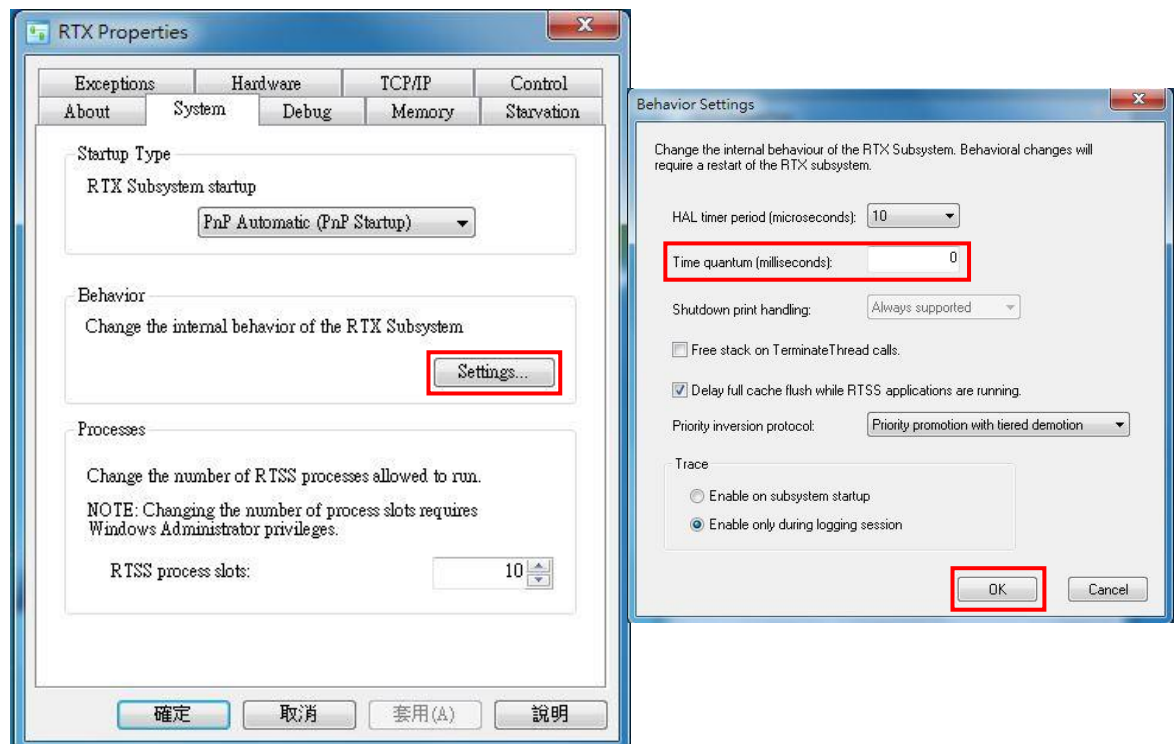 RTX Properties
Exceptions Hardware TCP/IP Control
About System Debug Memory Starvation
Startup Type
RTX Subsystem startup
PnP Automatic (PnP Startup)
Behavior
Change the internal behavior of the RTX Subsystem
Settings...
Processes
Change the number of RTSS processes allowed to run.
NOTE: Changing the number of process slots requires
Windows Administrator privileges.
RTSS process slots: 10
確定 取消 套用(A) 說明
Behavior Settings
Change the internal behaviour of the RTX Subsystem. Behavioral changes will
require a restart of the RTX subsystem.
HAL timer period (microseconds): 10
Time quantum (milliseconds): 0
Shutdown print handling: Always supported
Free stack on TerminateThread calls.
Delay full cache flush while RTSS applications are running.
Priority inversion protocol: Priority promotion with tiered demotion
Trace
Enable on subsystem startup
Enable only during logging session
OK Cancel